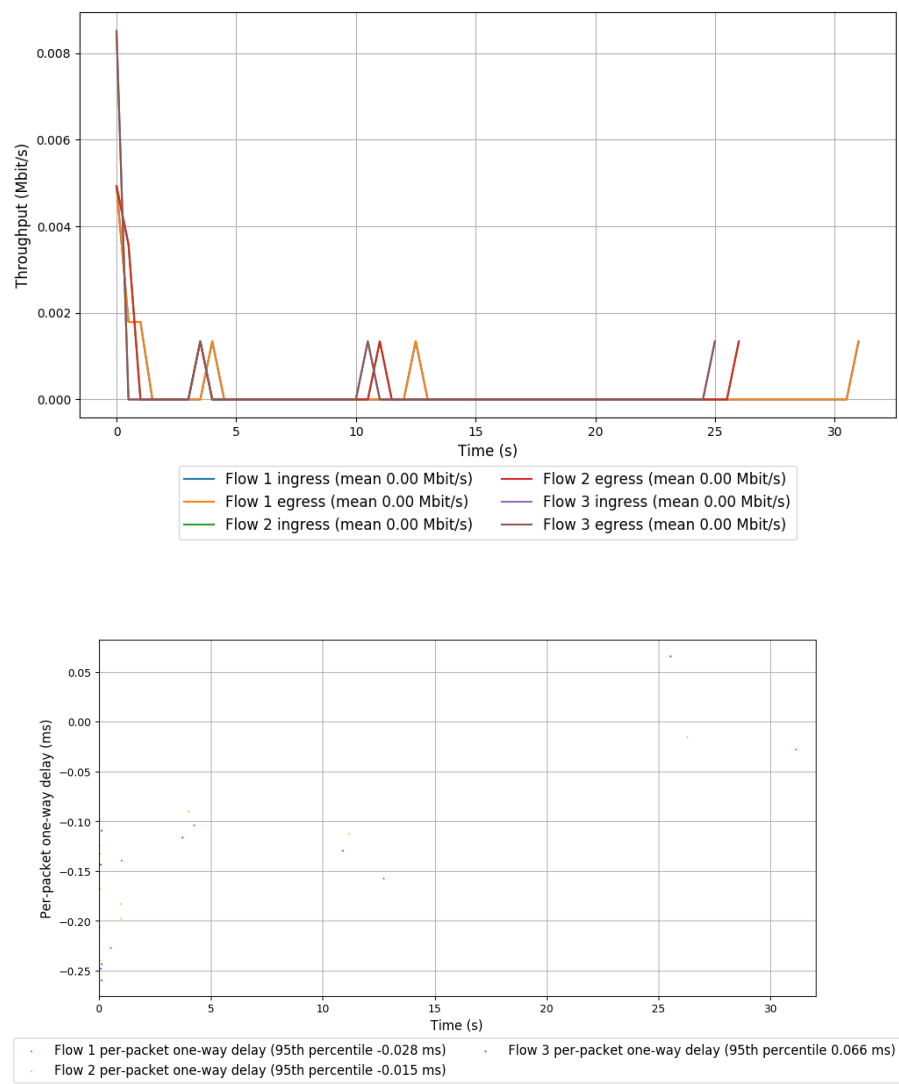 0.008
0.006
0.004
0.002
0.000
Throughput (Mbit/s)
0 5 10 15 20 25 30
Time (s)
Flow 1 ingress (mean 0.00 Mbit/s) Flow 2 egress (mean 0.00 Mbit/s)
Flow 1 egress (mean 0.00 Mbit/s) Flow 3 ingress (mean 0.00 Mbit/s)
Flow 2 ingress (mean 0.00 Mbit/s) Flow 3 egress (mean 0.00 Mbit/s)
0.05
0.00
−0.05
−0.10
−0.15
−0.20
−0.25
Per-packet one-way delay (ms)
0 5 10 15 20 25 30
Time (s)
Flow 1 per-packet one-way delay (95th percentile -0.028 ms) Flow 3 per-packet one-way delay (95th percentile 0.066 ms)
Flow 2 per-packet one-way delay (95th percentile -0.015 ms)